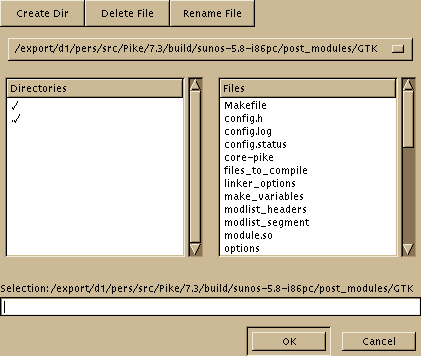 Create Dir Delete File Rename File
/export/d1/pers/src/Pike/7.3/build/sunos-5.8-i86pc/post_modules/GTK
Directories
./
../
Files
Makefile
config.h
config.log
config.status
core-pike
files_to_compile
linker_options
make_variables
modlist_headers
modlist_segment
module.so
options
Selection: /export/d1/pers/src/Pike/7.3/build/sunos-5.8-i86pc/post_modules/GTK
OK Cancel